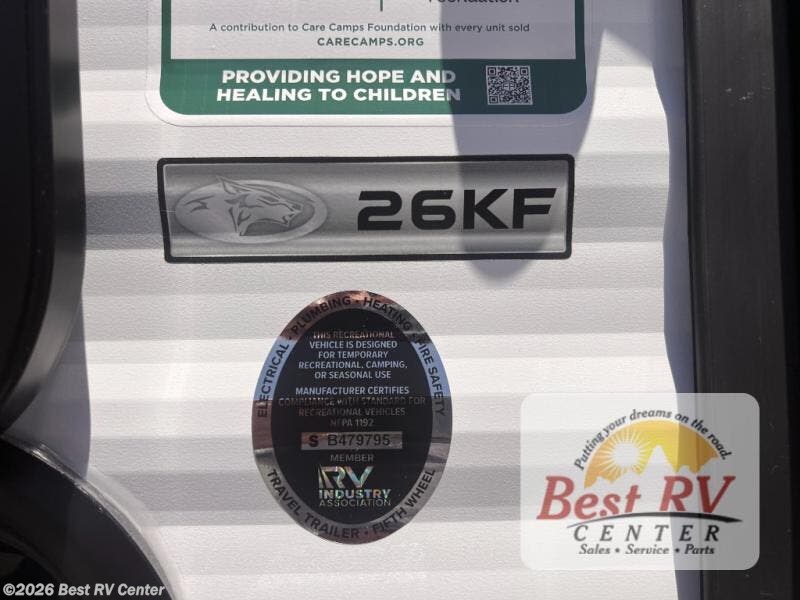 A contribution to Care Camps Foundation with every unit sold
CARECAMPS.ORG
PROVIDING HOPE AND
HEALING TO CHILDREN
26KF
ELECTRICAL • PLUMBING • HEATING • FIRE SAFETY
THIS RECREATIONAL
VEHICLE IS DESIGNED
FOR TEMPORARY
RECREATIONAL, CAMPING,
OR SEASONAL USE
MANUFACTURER CERTIFIES
COMPLIANCE WITH STANDARD FOR
RECREATIONAL VEHICLES
NFPA 1192
S B479795
MEMBER
RV
INDUSTRY
ASSOCIATION
TRAVEL TRAILER • FIFTH WHEEL
Putting your dreams on the road.
Best RV
CENTER
Sales • Service • Parts
©2026 Best RV Center